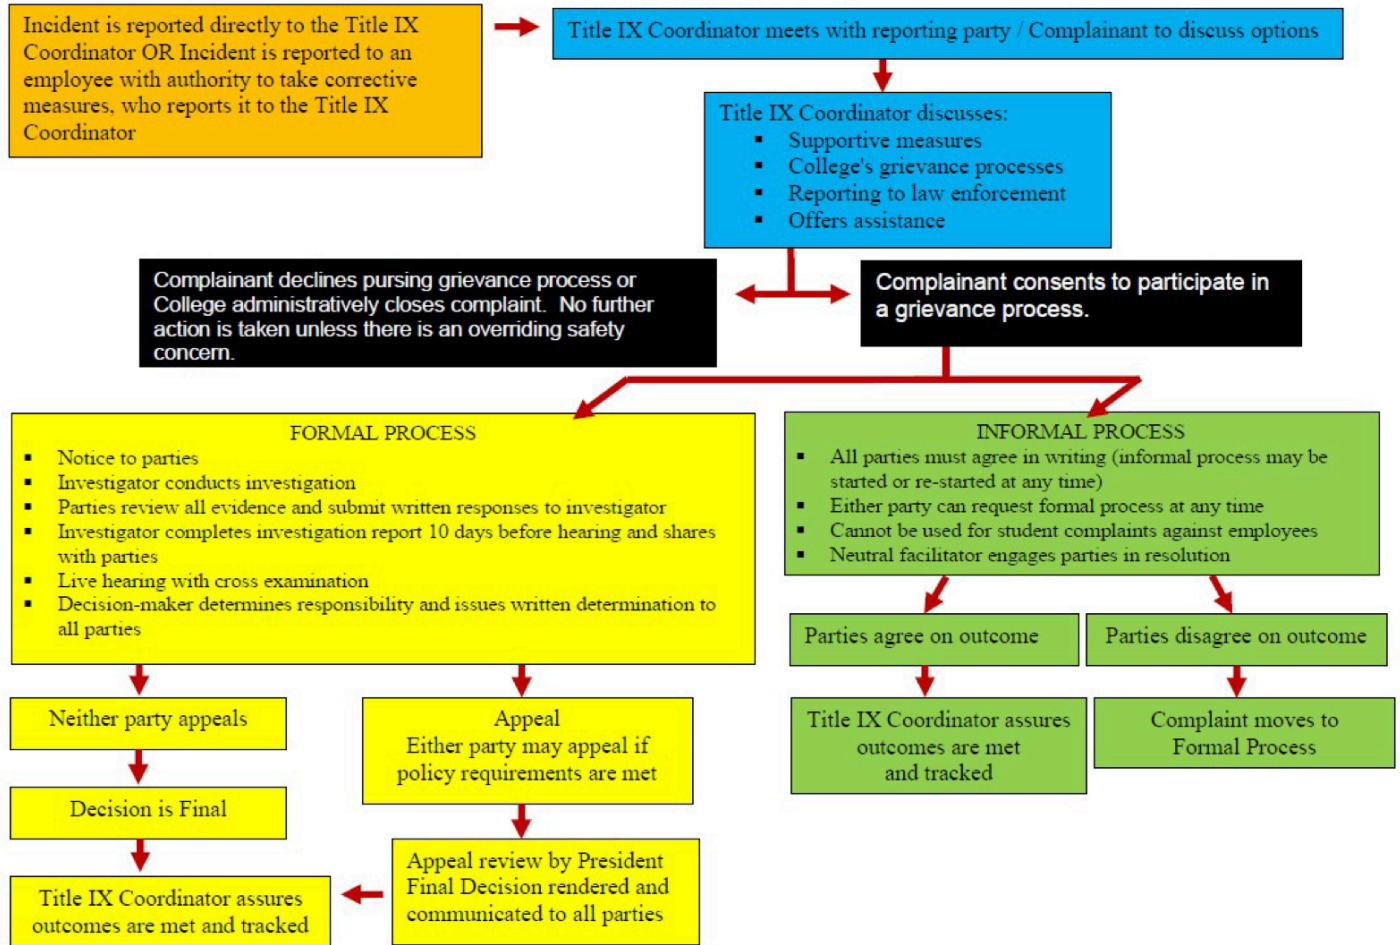 Incident is reported directly to the Title IX
Coordinator OR Incident is reported to an
employee with authority to take corrective
measures, who reports it to the Title IX
Coordinator
Title IX Coordinator meets with reporting party / Complainant to discuss options
Title IX Coordinator discusses:
▪ Supportive measures
▪ College's grievance processes
▪ Reporting to law enforcement
▪ Offers assistance
Complainant declines pursing grievance process or
College administratively closes complaint. No further
action is taken unless there is an overriding safety
concern.
Complainant consents to participate in
a grievance process.
FORMAL PROCESS
▪ Notice to parties
▪ Investigator conducts investigation
▪ Parties review all evidence and submit written responses to investigator
▪ Investigator completes investigation report 10 days before hearing and shares
with parties
▪ Live hearing with cross examination
▪ Decision-maker determines responsibility and issues written determination to
all parties
INFORMAL PROCESS
▪ All parties must agree in writing (informal process may be
started or re-started at any time)
▪ Either party can request formal process at any time
▪ Cannot be used for student complaints against employees
▪ Neutral facilitator engages parties in resolution
Parties agree on outcome
Parties disagree on outcome
Neither party appeals
Appeal
Either party may appeal if
policy requirements are met
Title IX Coordinator assures
outcomes are met
and tracked
Complaint moves to
Formal Process
Decision is Final
Appeal review by President
Final Decision rendered and
communicated to all parties
Title IX Coordinator assures
outcomes are met and tracked